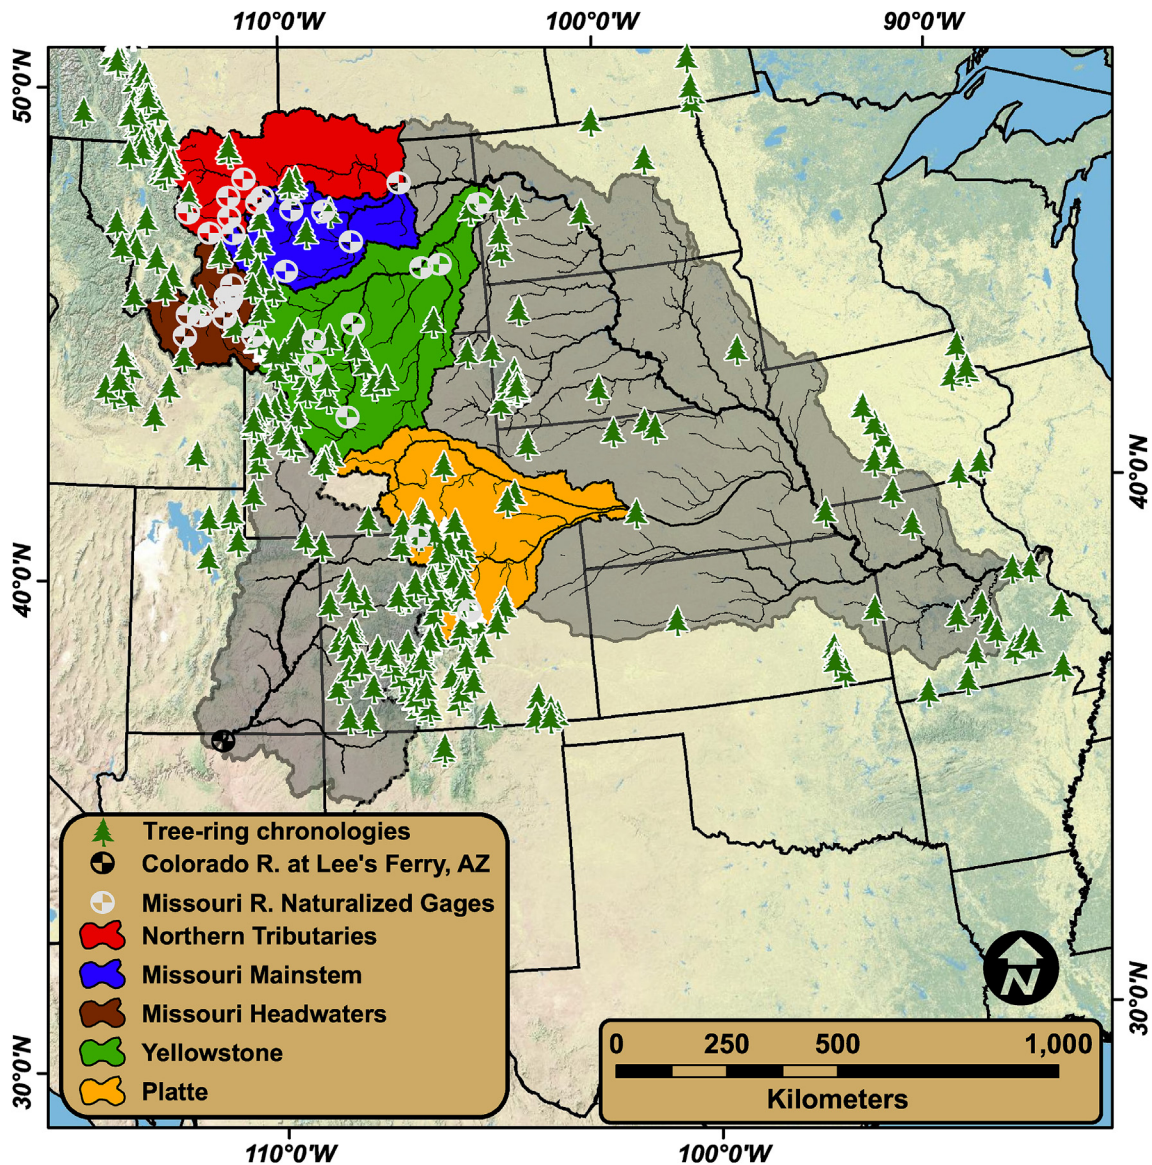 110°0'W 100°0'W 90°0'W
50°0'N
40°0'N
40°0'N
30°0'N
30°0'N
Tree-ring chronologies
Colorado R. at Lee's Ferry, AZ
Missouri R. Naturalized Gages
Northern Tributaries
Missouri Mainstem
Missouri Headwaters
Yellowstone
Platte
N
0 250 500 1,000
Kilometers
110°0'W 100°0'W